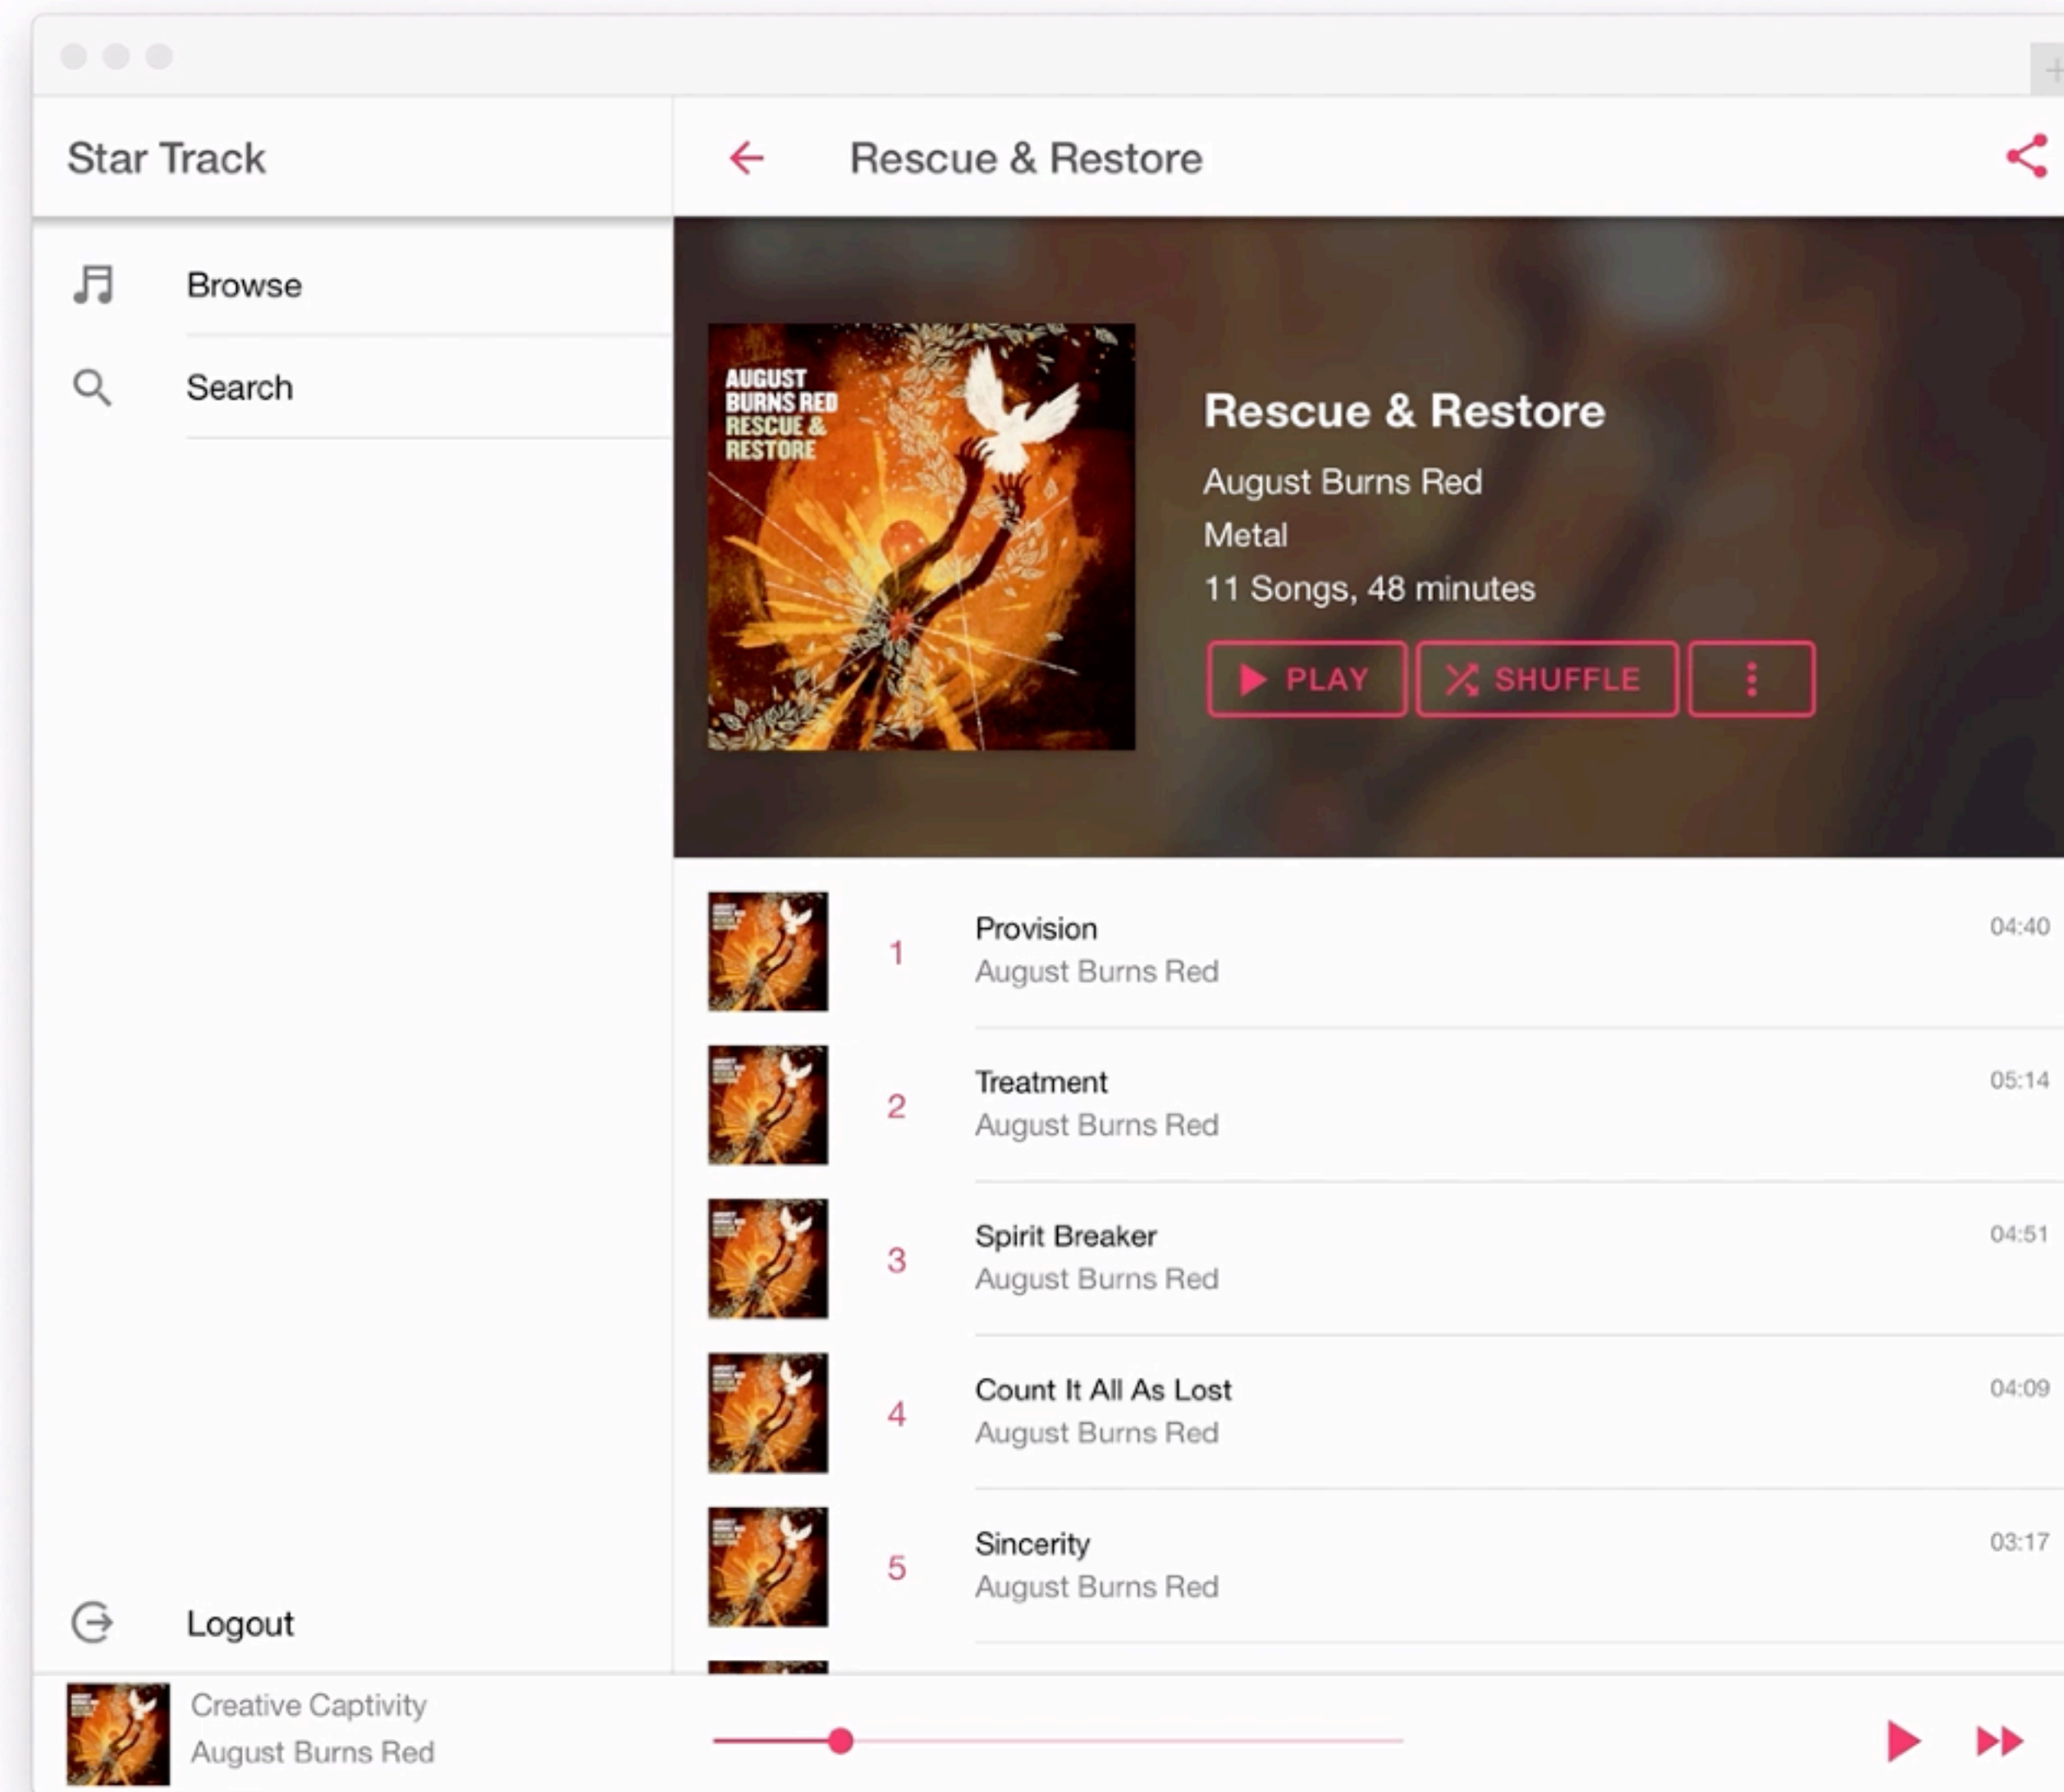 Star Track
Rescue & Restore
Browse
Search
AUGUST
BURNS RED
RESCUE &
RESTORE
Rescue & Restore
August Burns Red
Metal
11 Songs, 48 minutes
PLAY
SHUFFLE
1
Provision
04:40
August Burns Red
2
Treatment
05:14
August Burns Red
3
Spirit Breaker
04:51
August Burns Red
4
Count It All As Lost
04:09
August Burns Red
5
Sincerity
03:17
August Burns Red
Logout
Creative Captivity
August Burns Red